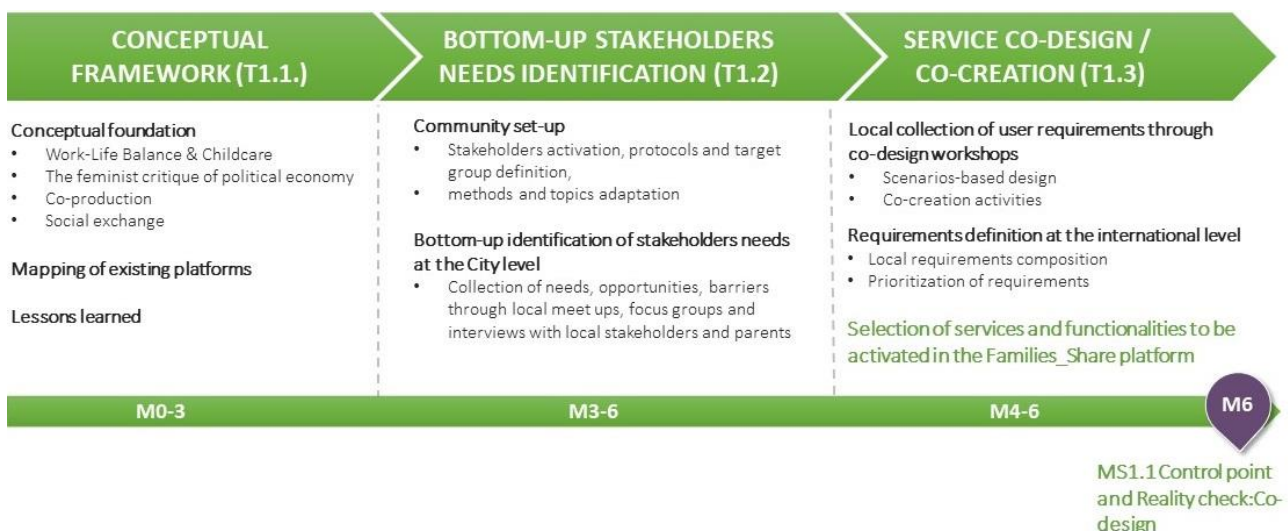 CONCEPTUAL
FRAMEWORK (T1.1.)
BOTTOM-UP STAKEHOLDERS
NEEDS IDENTIFICATION (T1.2)
SERVICE CO-DESIGN /
CO-CREATION (T1.3)
Conceptual foundation
• Work-Life Balance & Childcare
• The feminist critique of political economy
• Co-production
• Social exchange
Mapping of existing platforms
Lessons learned
Community set-up
• Stakeholders activation, protocols and target
group definition,
• methods and topics adaptation
Bottom-up identification of stakeholders needs
at the City level
• Collection of needs, opportunities, barriers
through local meet ups, focus groups and
interviews with local stakeholders and parents
Local collection of user requirements through
co-design workshops
• Scenarios-based design
• Co-creation activities
Requirements definition at the international level
• Local requirements composition
• Prioritization of requirements
Selection of services and functionalities to be
activated in the Families_Share platform
M0-3
M3-6
M4-6
M6
MS1.1 Control point
and Reality check:Co-
design